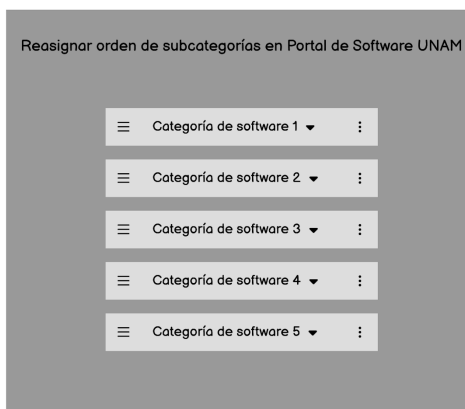 Reasignar orden de subcategorías en Portal de Software UNAM
Categoría de software 1
Categoría de software 2
Categoría de software 3
Categoría de software 4
Categoría de software 5